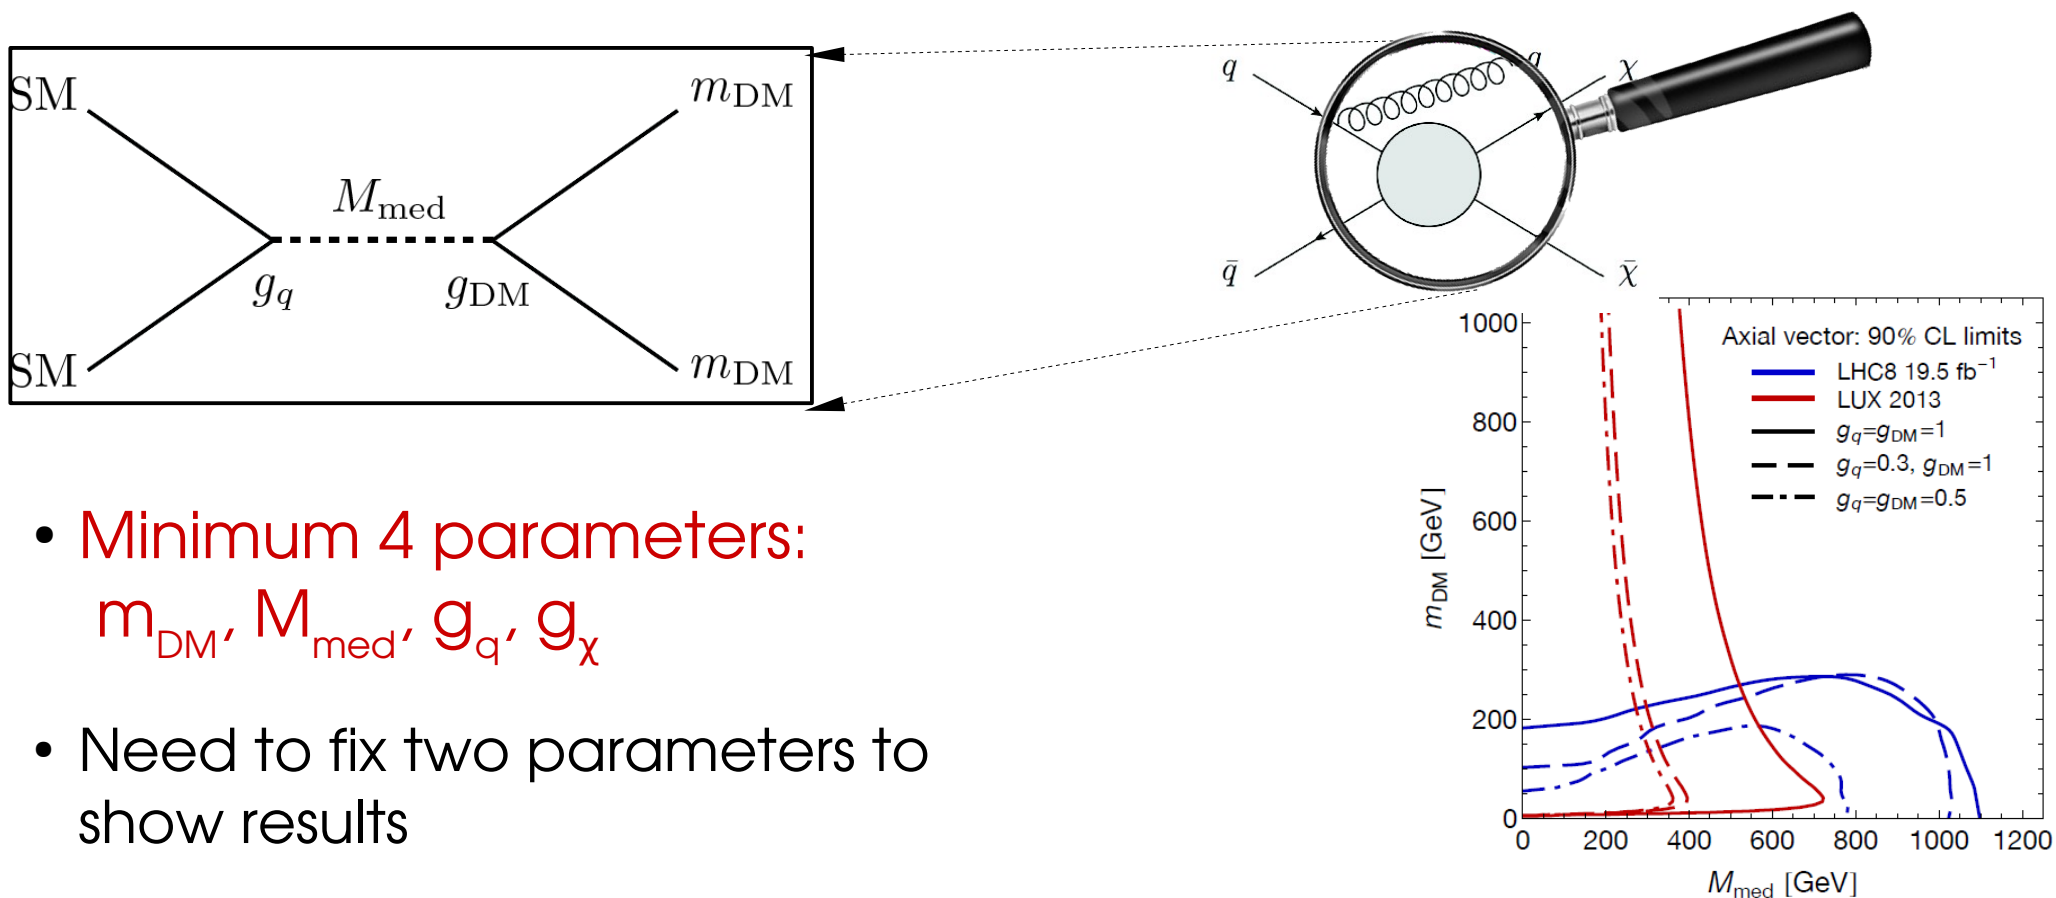 SM
m_DM
M_med
g_q
g_DM
SM
m_DM
q
g
χ
q̄
χ̄
• Minimum 4 parameters:
m_DM, M_med, g_q, g_χ
• Need to fix two parameters to
show results
Axial vector: 90% CL limits
LHC8 19.5 fb⁻¹
LUX 2013
g_q=g_DM=1
g_q=0.3, g_DM=1
g_q=g_DM=0.5
m_DM [GeV]
1000
800
600
400
200
0
0 200 400 600 800 1000 1200
M_med [GeV]